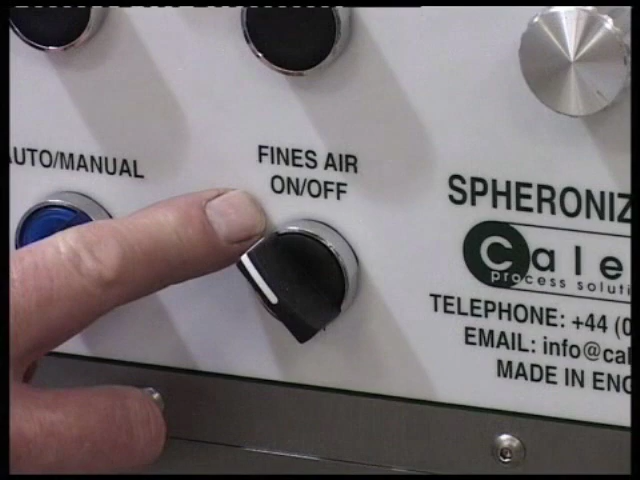 AUTO/MANUAL
FINES AIR
ON/OFF
SPHERONIZ
Cale
process soluti
TELEPHONE: +44 (0
EMAIL: info@cal
MADE IN ENG